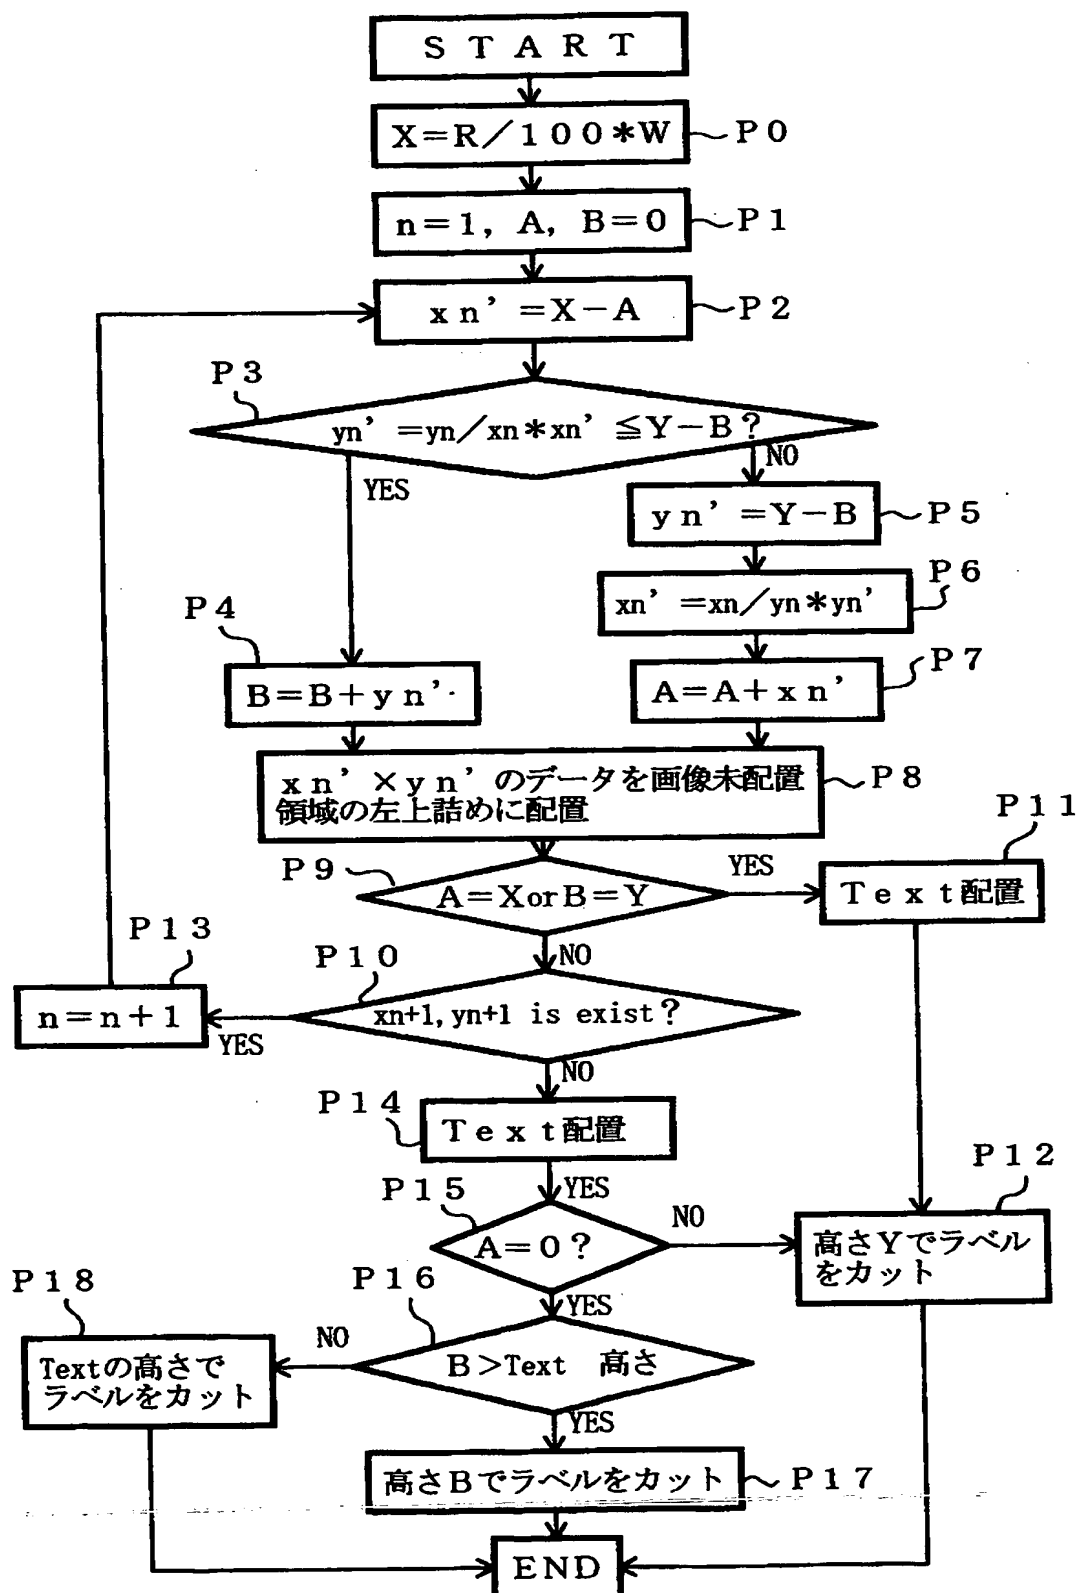 START
X=R/100*W
P0
n=1, A, B=0
P1
xn'=X-A
P2
P3
yn'=yn/xn*xn'≦Y-B?
NO
YES
yn'=Y-B
P5
P6
xn'=xn/yn*yn'
P4
P7
B=B+yn'
A=A+xn'
xn'×yn'のデータを画像未配置
領域の左上詰めに配置
P8
P11
P9
A=XorB=Y
YES
Text配置
P13
P10
NO
n=n+1
YES
xn+1,yn+1 is exist?
NO
P14
Text配置
P12
P15
YES
A=0?
NO
高さYでラベル
をカット
P18
P16
YES
NO
Textの高さで
ラベルをカット
B>Text 高さ
YES
高さBでラベルをカット
P17
END